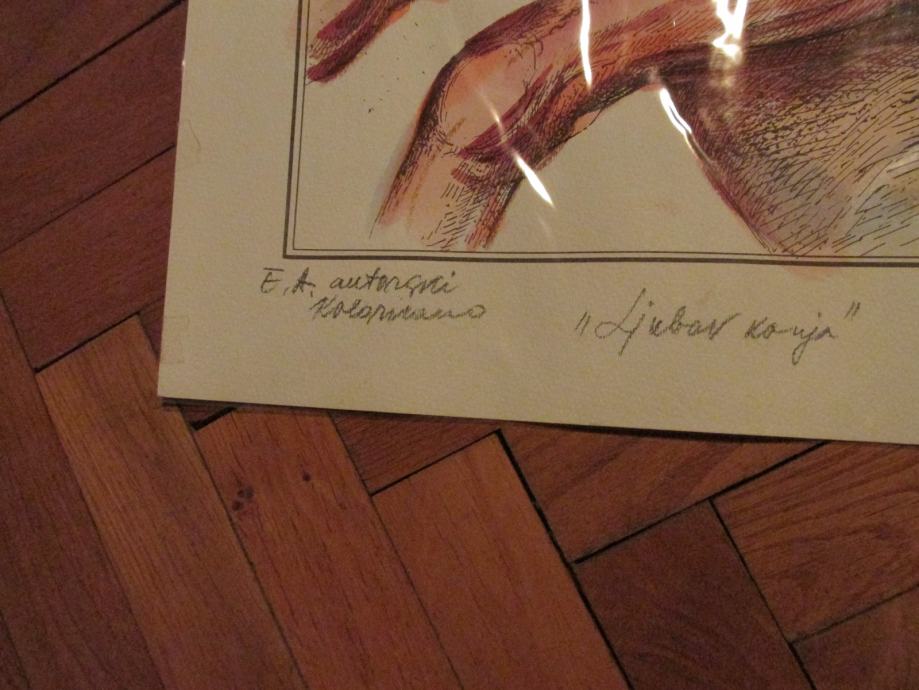 E.A. autorski
kolorirano
"Ljubav konja"